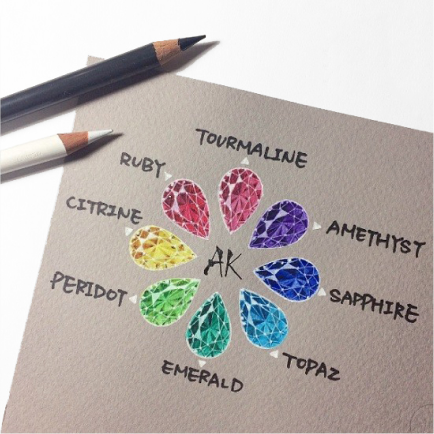 TOURMALINE
RUBY
CITRINE
AMETHYST
AK
PERIDOT
SAPPHIRE
EMERALD
TOPAZ